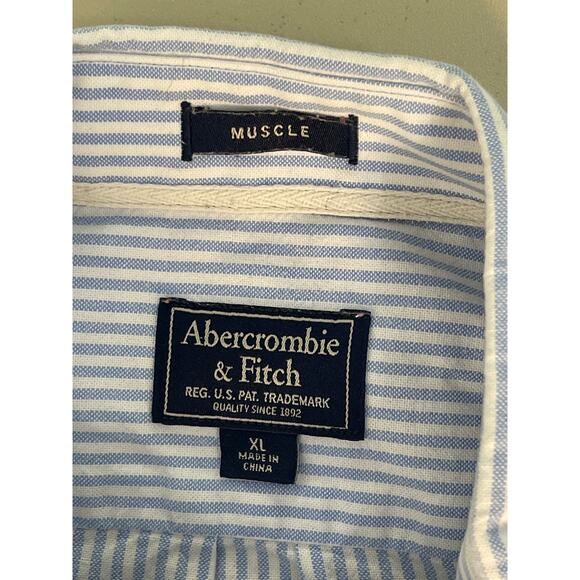 MUSCLE
Abercrombie
& Fitch
REG. U.S. PAT. TRADEMARK
QUALITY SINCE 1892
XL
MADE IN
CHINA